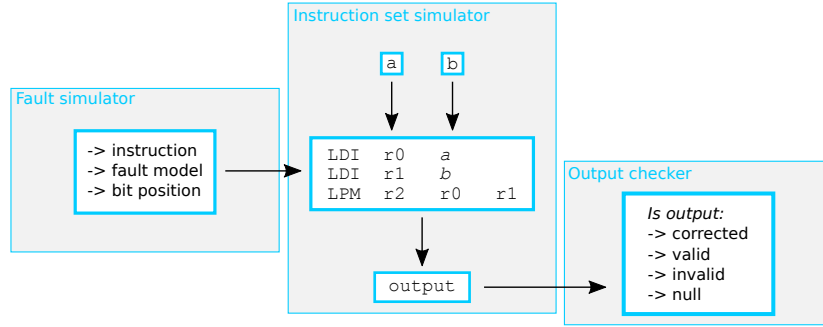 Fault simulator
-> instruction
-> fault model
-> bit position
Instruction set simulator
a b
LDI r0 a
LDI r1 b
LPM r2 r0 r1
output
Output checker
Is output:
-> corrected
-> valid
-> invalid
-> null